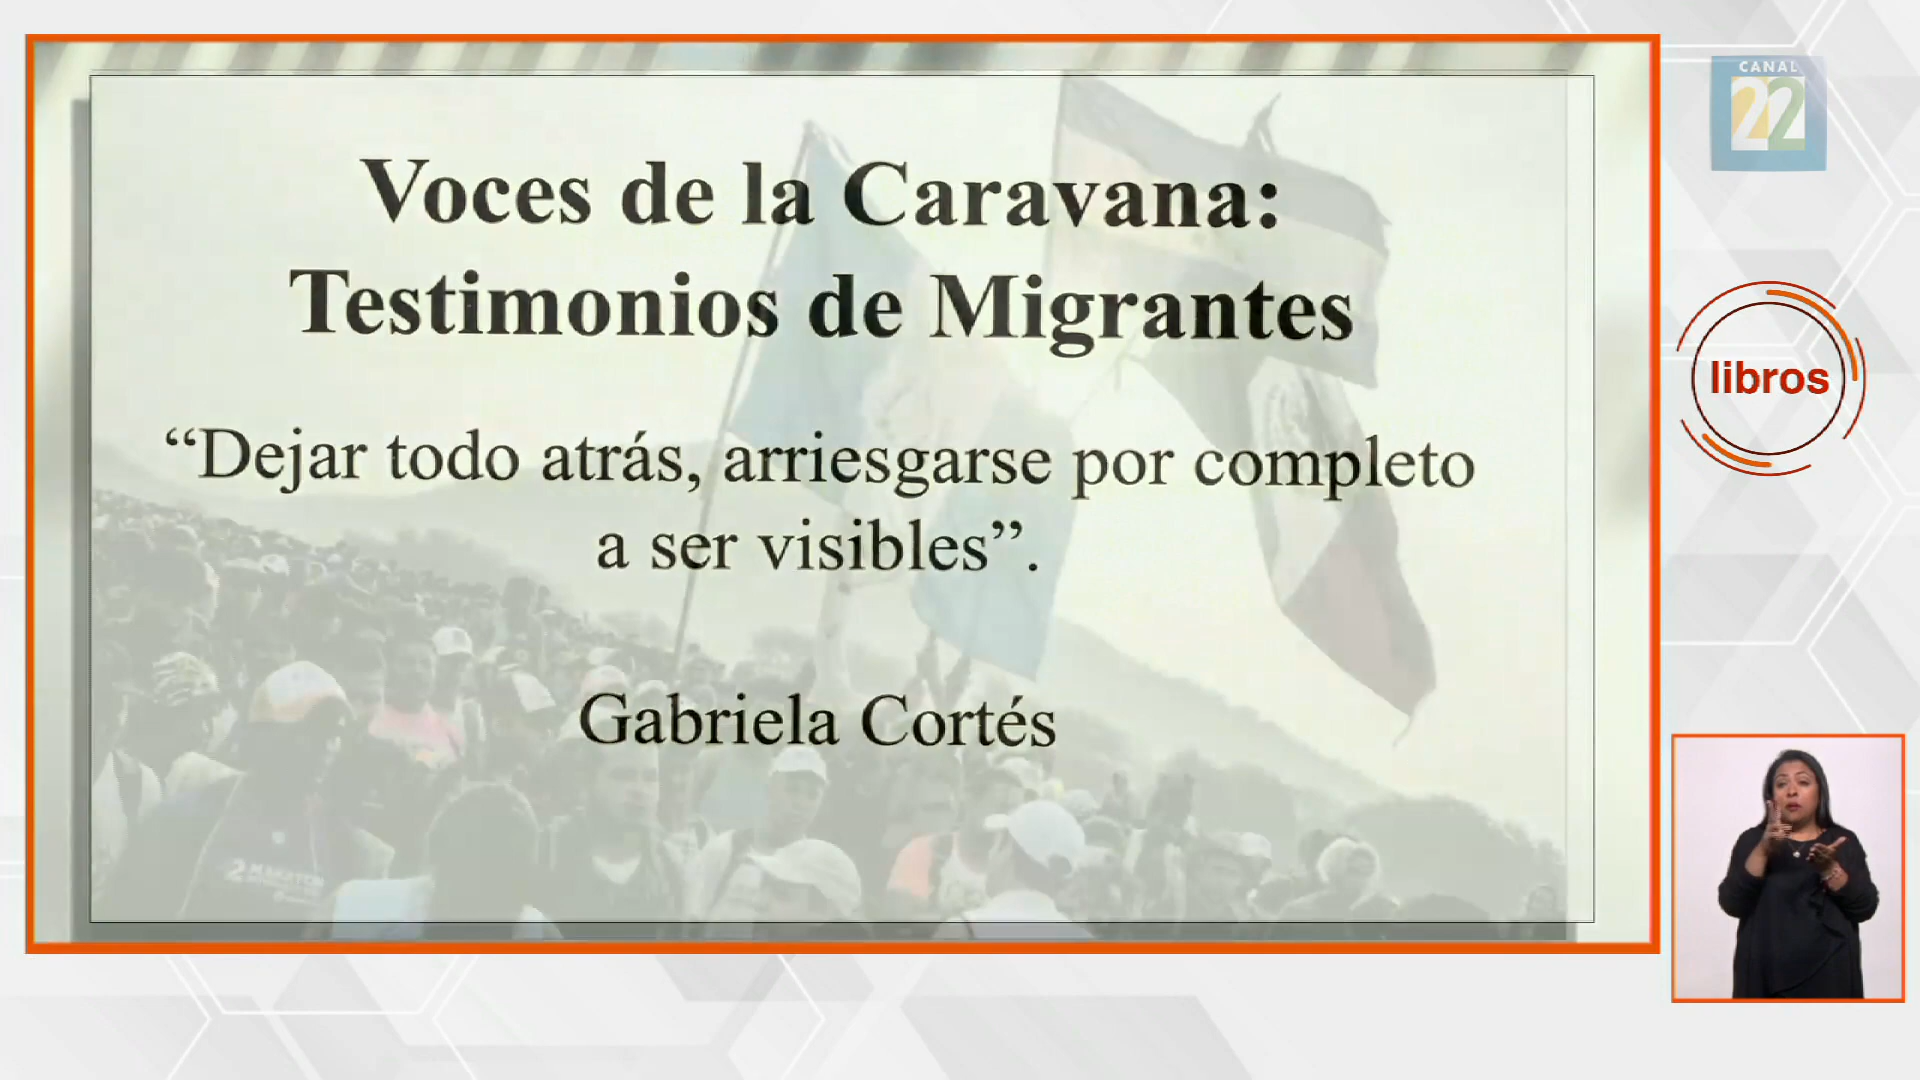 Voces de la Caravana:
Testimonios de Migrantes
“Dejar todo atrás, arriesgarse por completo
a ser visibles”.
Gabriela Cortés
CANAL
22
libros